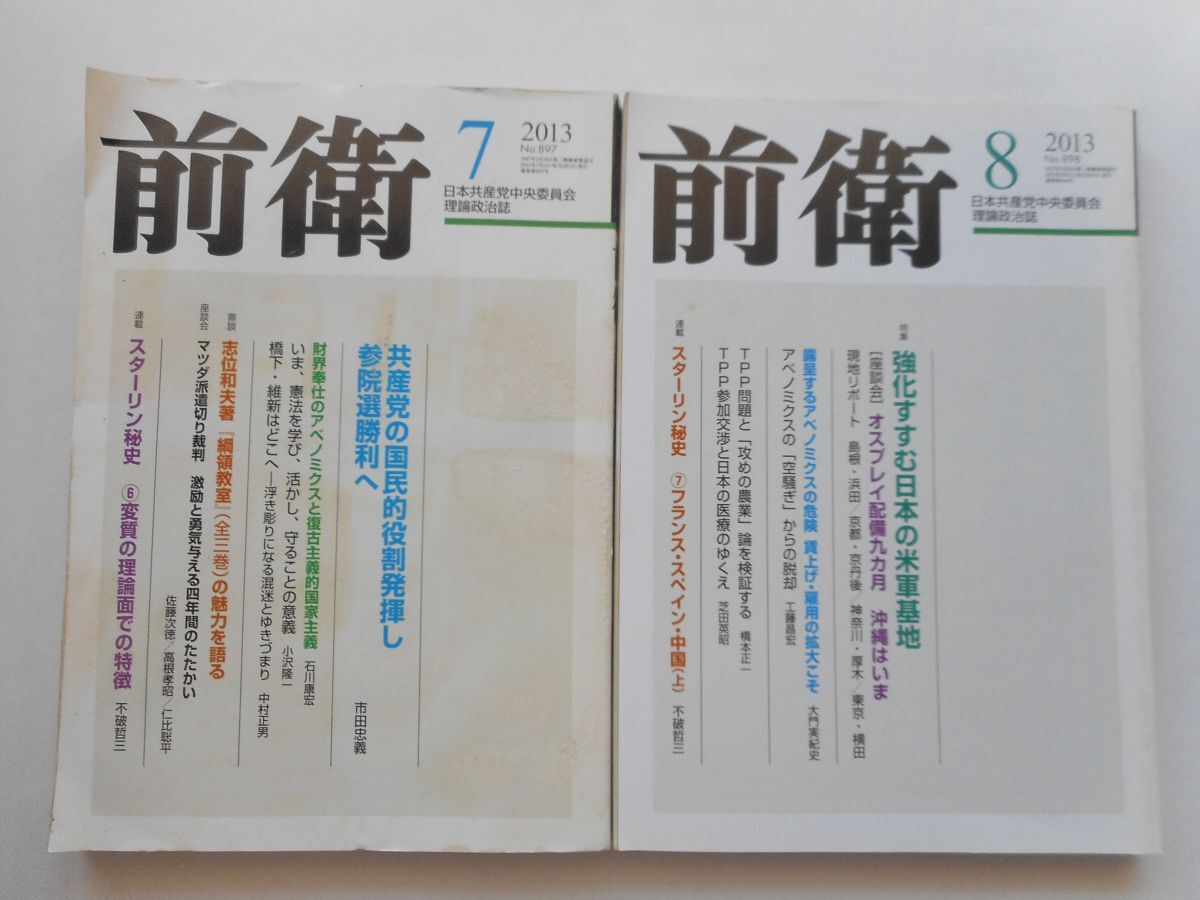 前衛
7
2013
No.897
日本共産党中央委員会
理論政治誌
共産党の国民的役割発揮し
参院選勝利へ
市田忠義
財界奉仕のアベノミクスと復古主義的国家主義 石川康宏
いま、憲法を学び、活かし、守ることの意義 小沢隆一
橋下・維新はどこへ―浮き彫りになる混迷とゆきづまり 中村正男
鼎談
志位和夫著『綱領教室』(全三巻)の魅力を語る
座談会
マツダ派遣切り裁判 激励と勇気与える四年間のたたかい
佐藤次徳/高根孝昭/仁比聡平
連載
スターリン秘史 ⑥変質の理論面での特徴 不破哲三
前衛
8
2013
No.898
日本共産党中央委員会
理論政治誌
特集
強化すすむ日本の米軍基地
[座談会] オスプレイ配備九カ月 沖縄はいま
現地リポート 島根・浜田/京都・京丹後/神奈川・厚木/東京・横田
露呈するアベノミクスの危険 賃上げ・雇用の拡大こそ 大門実紀史
アベノミクスの「空騒ぎ」からの脱却 工藤昌宏
TPP問題と「攻めの農業」論を検証する 橋本正一
TPP参加交渉と日本の医療のゆくえ 芝田英昭
連載
スターリン秘史 ⑦フランス・スペイン・中国(上) 不破哲三